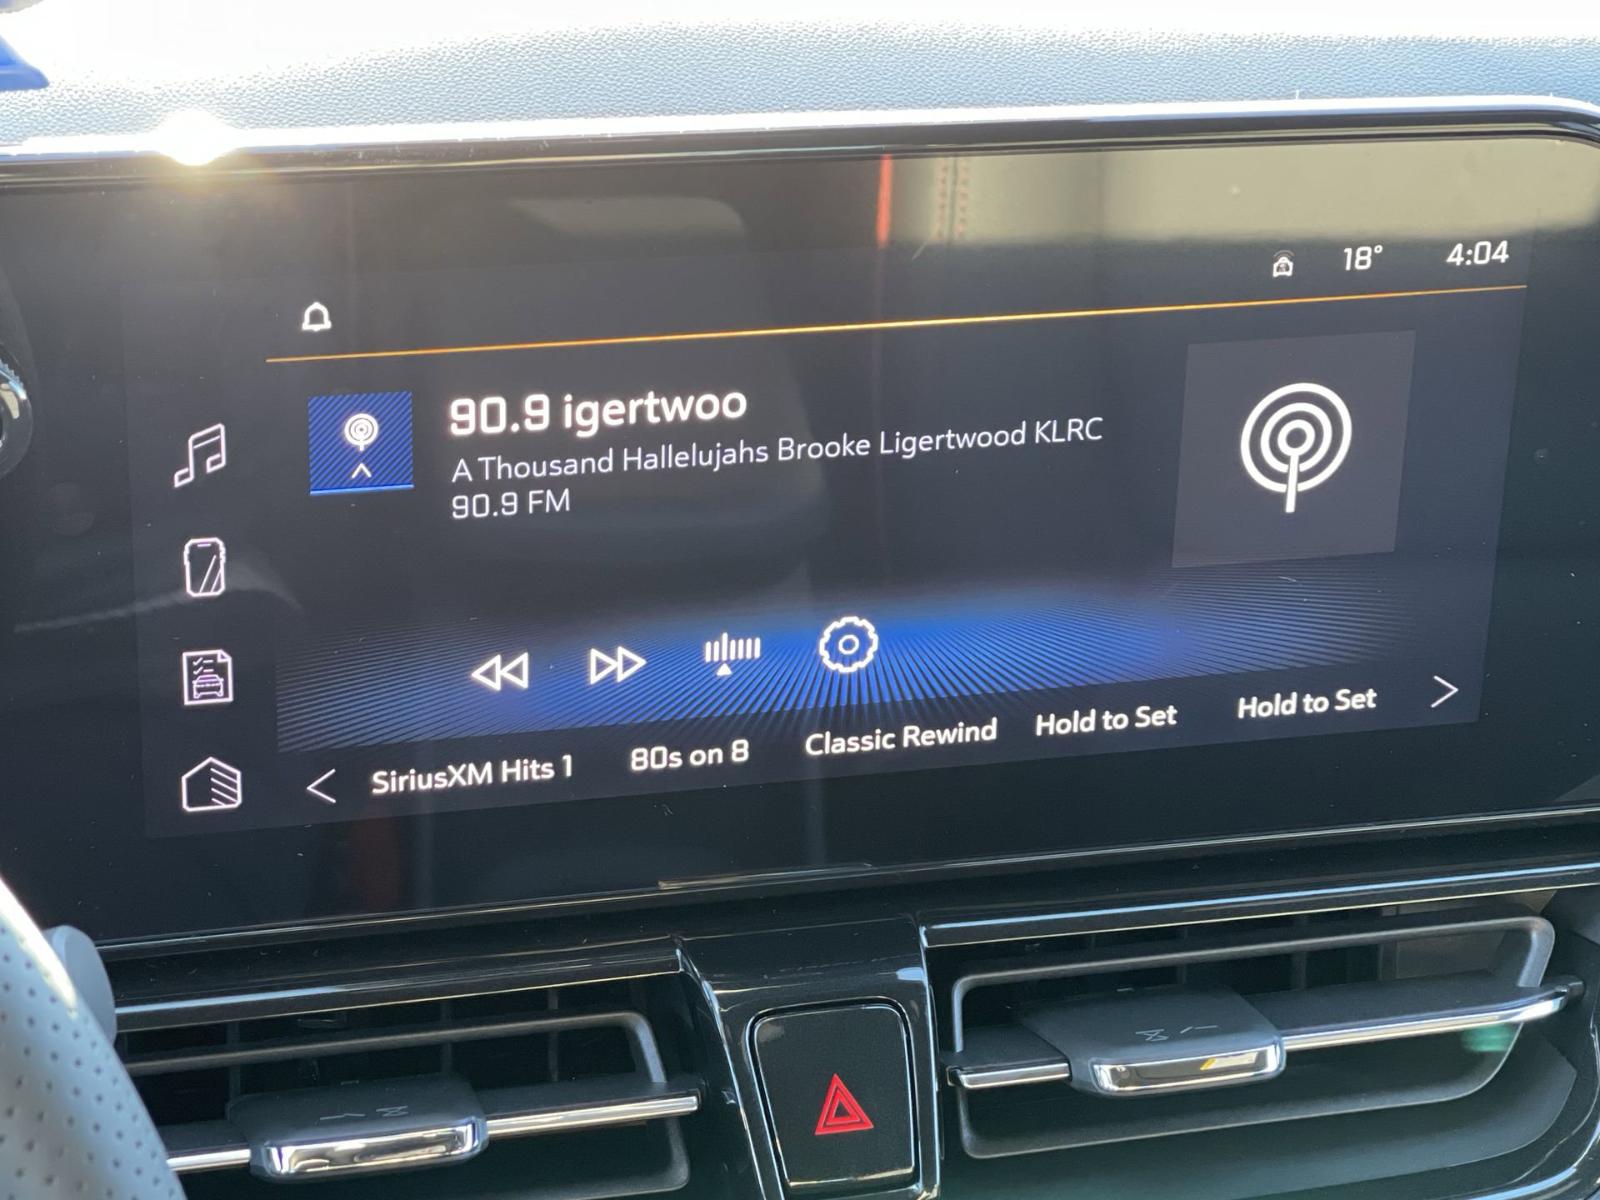 18° 4:04
90.9 igertwoo
A Thousand Hallelujahs Brooke Ligertwood KLRC
90.9 FM
SiriusXM Hits 1 80s on 8 Classic Rewind Hold to Set Hold to Set